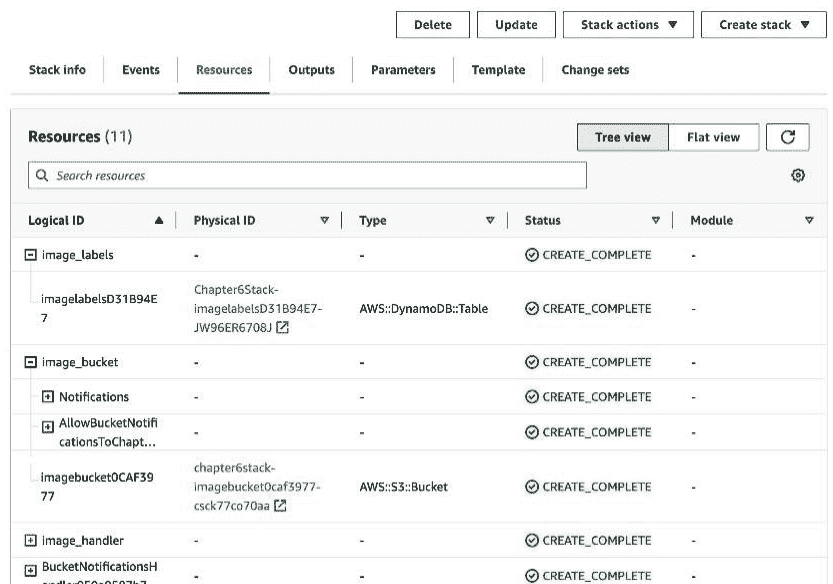 Delete Update Stack actions ▼ Create stack ▼
Stack info Events Resources Outputs Parameters Template Change sets
Resources (11) Tree view Flat view
Search resources
Logical ID Physical ID Type Status Module
image_labels - - CREATE_COMPLETE -
imagelabelsD31B94E
7
Chapter6Stack-
imagelabelsD31B94E7-
JW96ER6708J
AWS::DynamoDB::Table CREATE_COMPLETE -
image_bucket - - CREATE_COMPLETE -
Notifications - - CREATE_COMPLETE -
AllowBucketNotifi
cationsToChapt...
- - CREATE_COMPLETE -
imagebucket0CAF39
77
chapter6stack-
imagebucket0caf3977-
csck77co70aa
AWS::S3::Bucket CREATE_COMPLETE -
image_handler - - CREATE_COMPLETE -
BucketNotificationsH
- - CREATE_COMPLETE -